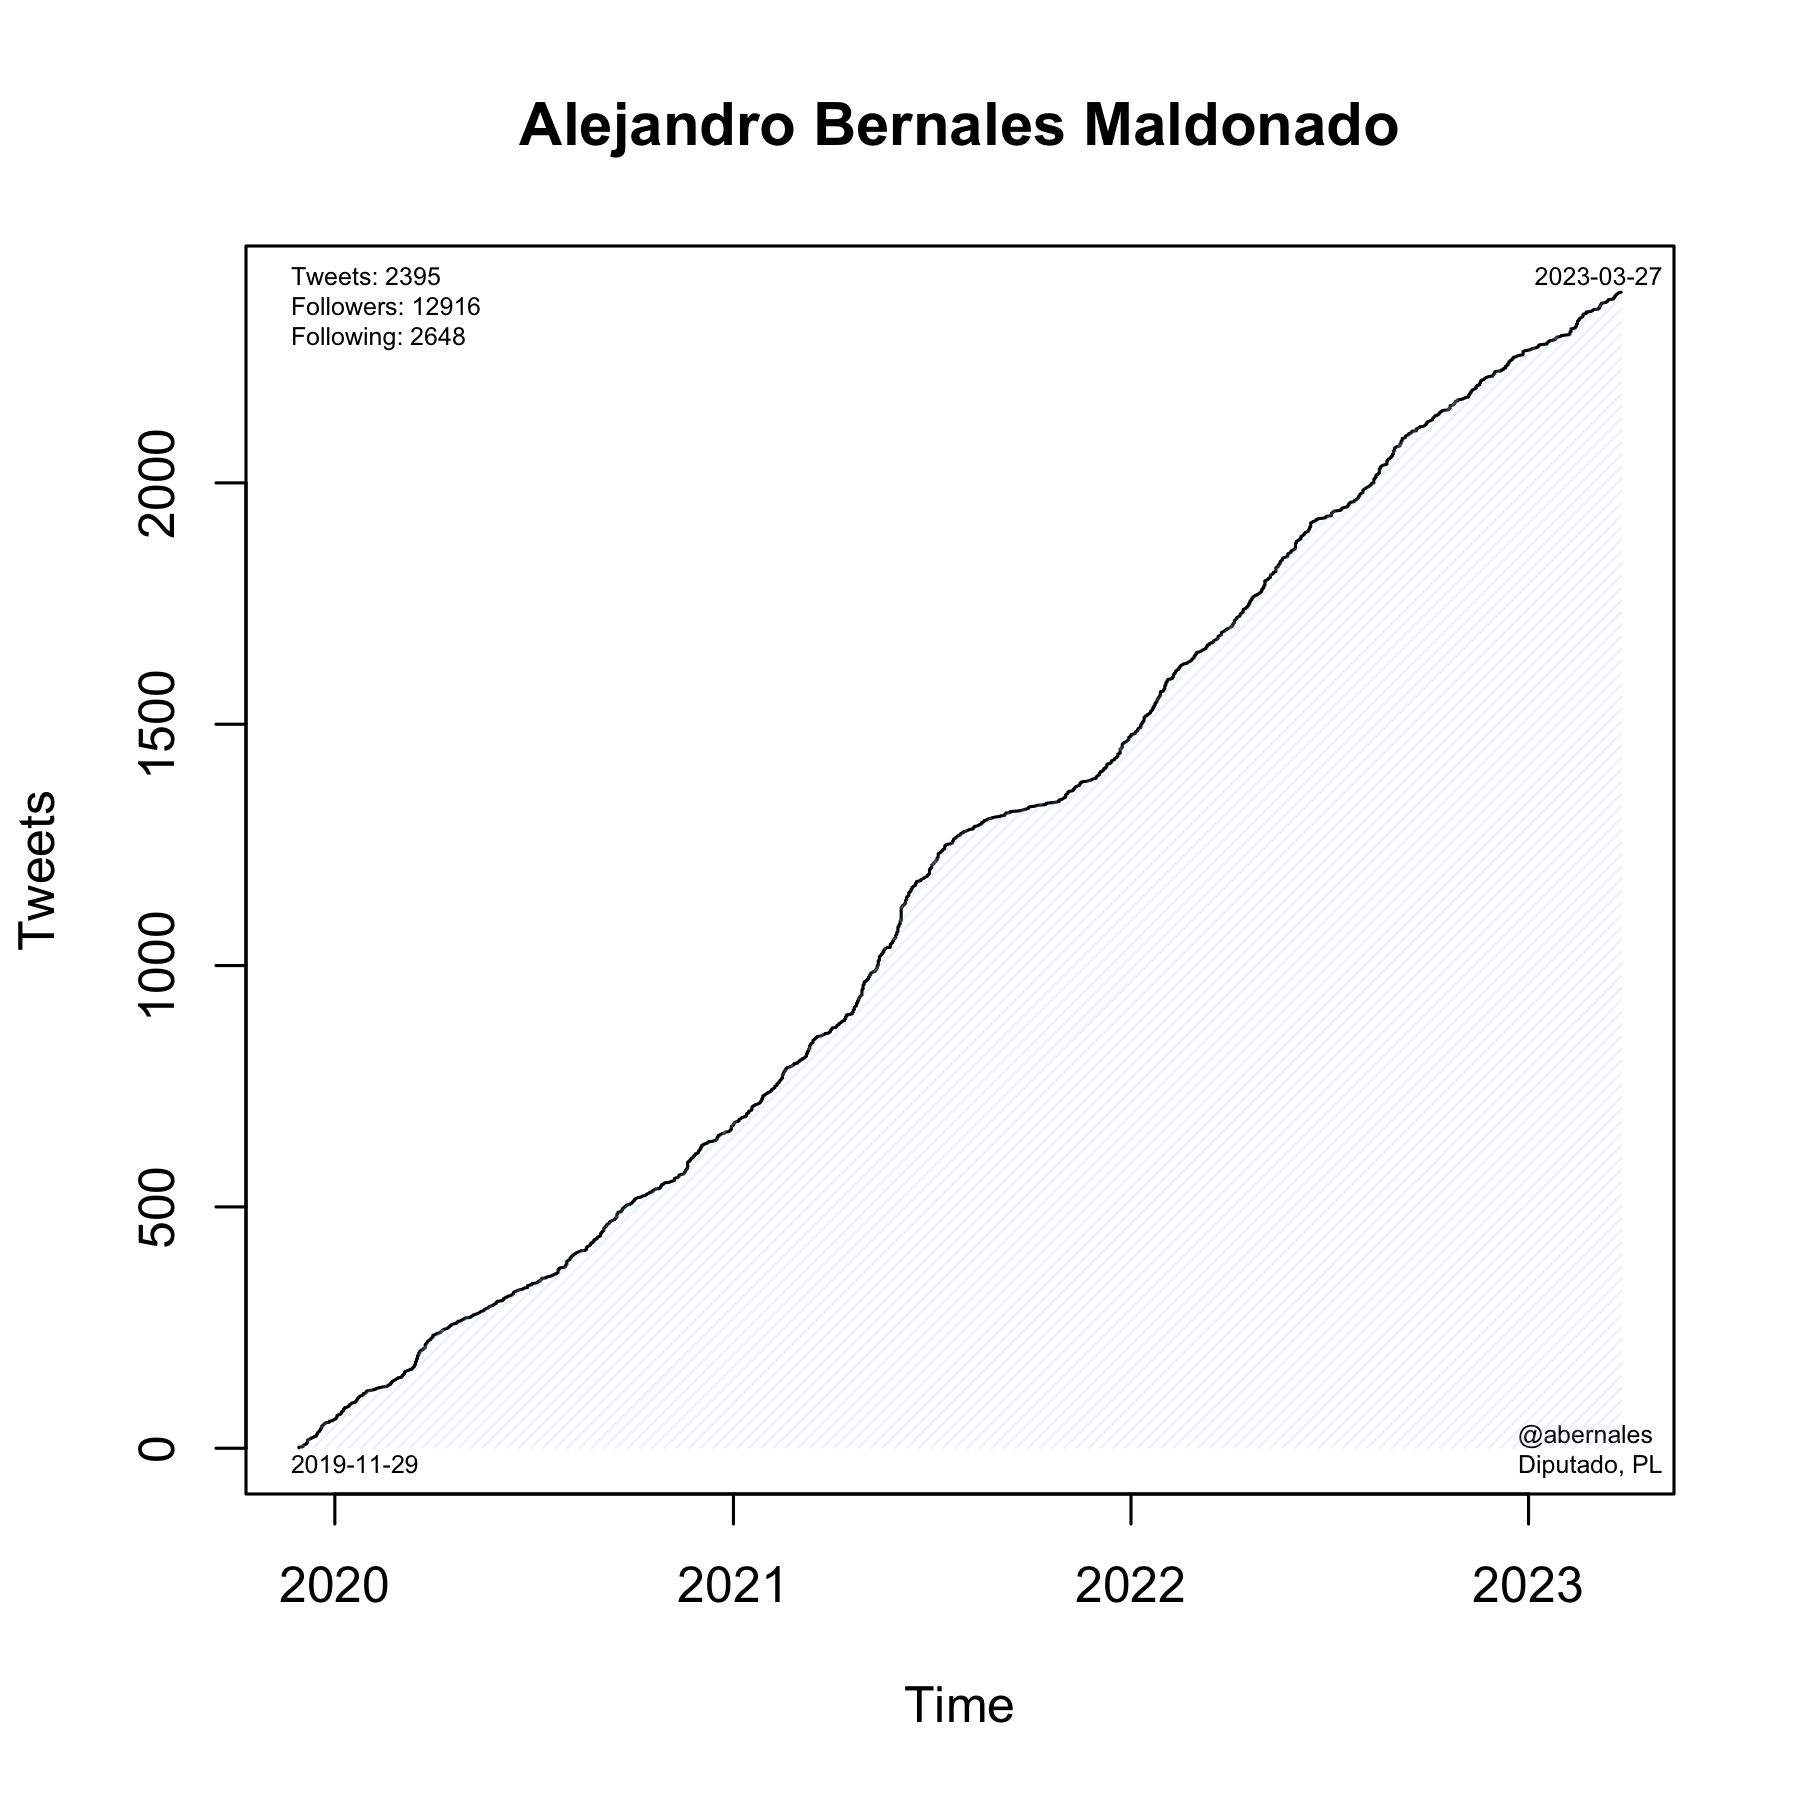 Alejandro Bernales Maldonado
Tweets: 2395
Followers: 12916
Following: 2648
2023-03-27
Tweets
2000
1500
1000
500
0
2019-11-29
@abernales
Diputado, PL
2020
2021
2022
2023
Time